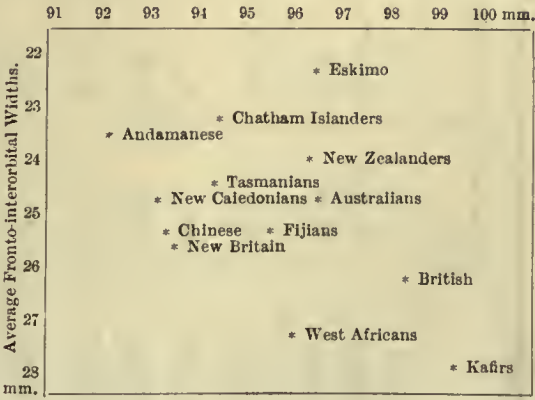 91 92 93 94 95 96 97 98 99 100 mm.
Average Fronto-interorbital Widths.
22
* Eskimo
23
* Chatham Islanders
* Andamanese
24
* New Zealanders
* Tasmanians
* New Caledonians * Australians
25
* Chinese * Fijians
* New Britain
26
* British
27
* West Africans
28
* Kafirs
mm.